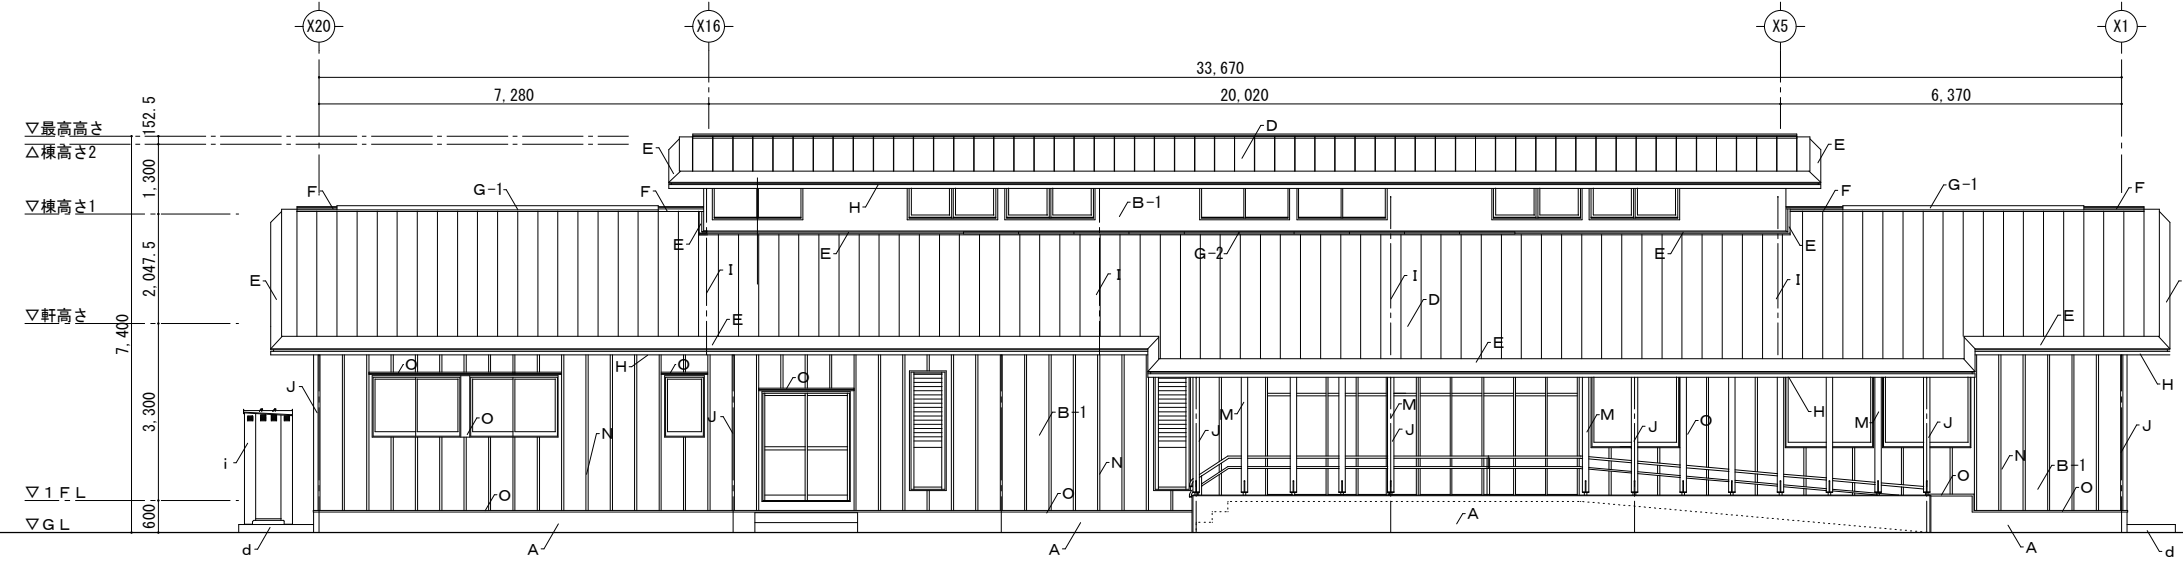 X20 X16 X5 X1
33,670
7,280 20,020 6,370
152.5
▽最高高さ
△棟高さ2
1,300
▽棟高さ1
2,047.5
▽軒高さ
7,400
3,300
▽1FL
600
▽GL
D
E E
F G-1 F H B-1 F G-1 F
E E G-2 E E
E I I I D I
E E E
O H O O H H
J O N J B-1 M M J M J O M J J
i N N B-1
O O O O
d A A A A d